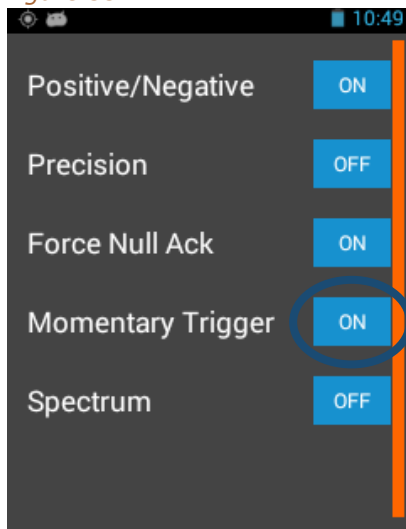 10:49
Positive/Negative ON
Precision OFF
Force Null Ack ON
Momentary Trigger ON
Spectrum OFF